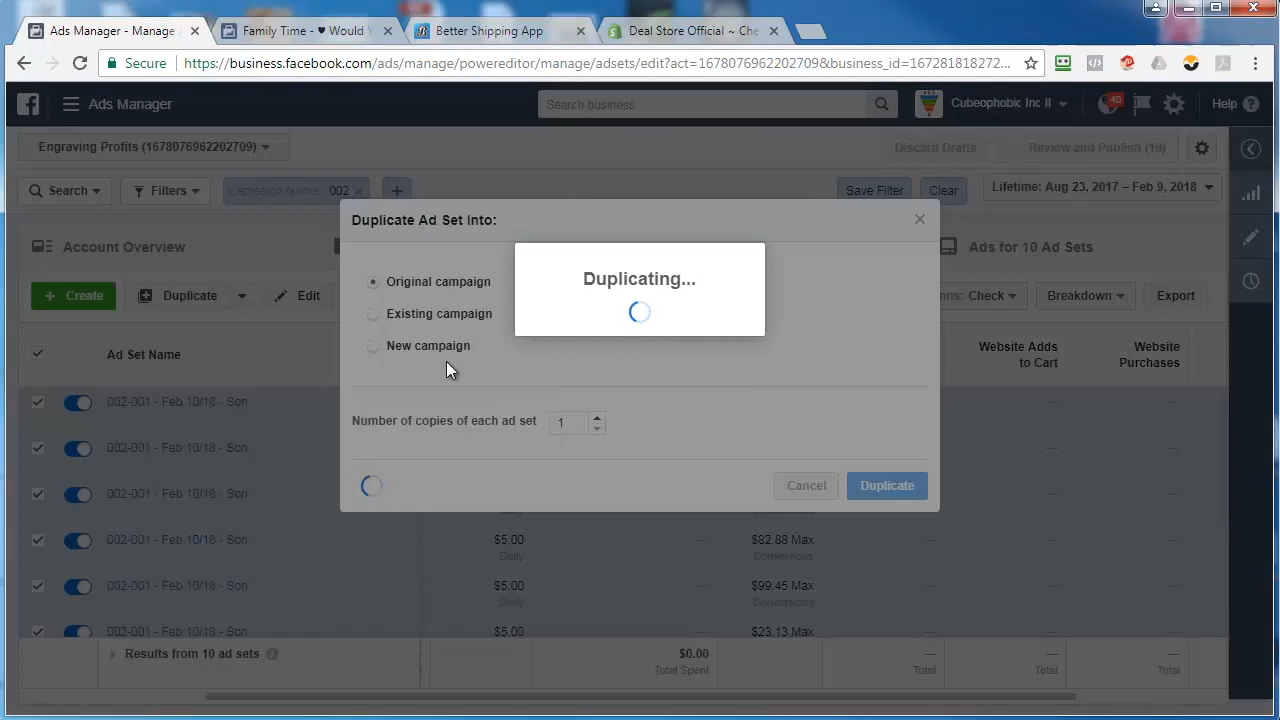 Ads Manager - Manage A
Family Time - ♥ Would Y
Better Shipping App
Deal Store Official ~ Che
Secure
https://business.facebook.com/ads/manage/powereditor/manage/adsets/edit?act=1678076962202709&business_id=167281818272...
Ads Manager
Search business
Cubeophobic Inc II
40
Help
Engraving Profits (1678076962202709)
Discard Drafts
Review and Publish (19)
Search
Filters
Campaign Name: 002
Save Filter
Clear
Lifetime: Aug 23, 2017 – Feb 9, 2018
Duplicate Ad Set Into:
Account Overview
Ads for 10 Ad Sets
Original campaign
Duplicating...
Create
Duplicate
Edit
mns: Check
Breakdown
Export
Existing campaign
New campaign
Ad Set Name
Website Adds to Cart
Website Purchases
002-001 - Feb 10/18 - Son
Number of copies of each ad set
1
002-001 - Feb 10/18 - Son
002-001 - Feb 10/18 - Son
Cancel
Duplicate
Daily
Conversions
002-001 - Feb 10/18 - Son
$5.00
Daily
—
$82.88 Max
Conversions
002-001 - Feb 10/18 - Son
$5.00
Daily
—
$99.45 Max
Conversions
002-001 - Feb 10/18 - Son
$5.00
$23.13 Max
Results from 10 ad sets
$0.00
Total Spent
—
Total
—
Total
—
Total